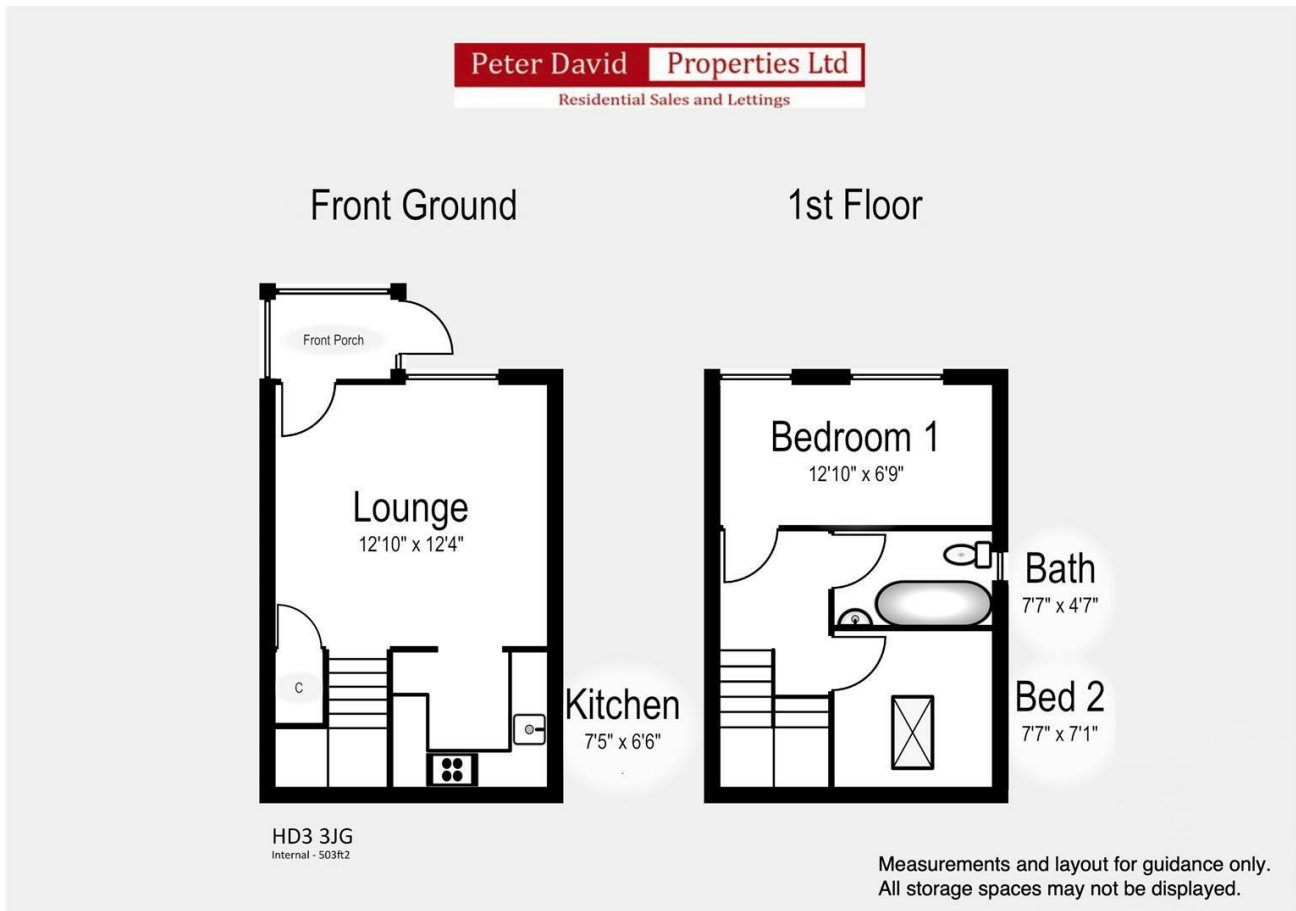 Peter David Properties Ltd
Residential Sales and Lettings
Front Ground
1st Floor
Front Porch
Lounge
12'10" x 12'4"
C
Kitchen
7'5" x 6'6"
Bedroom 1
12'10" x 6'9"
Bath
7'7" x 4'7"
Bed 2
7'7" x 7'1"
HD3 3JG
Internal - 503ft2
Measurements and layout for guidance only.
All storage spaces may not be displayed.